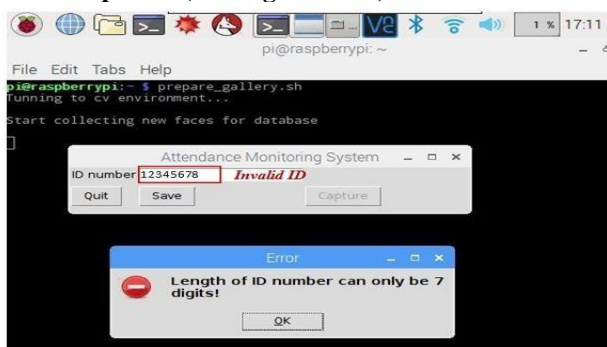 1 % 17:11
pi@raspberrypi: ~
File Edit Tabs Help
pi@raspberrypi:~ $ prepare_gallery.sh
Tunning to cv environment...
Start collecting new faces for database
Attendance Monitoring System
ID number 12345678 Invalid ID
Quit Save Capture
Error
Length of ID number can only be 7
digits!
OK